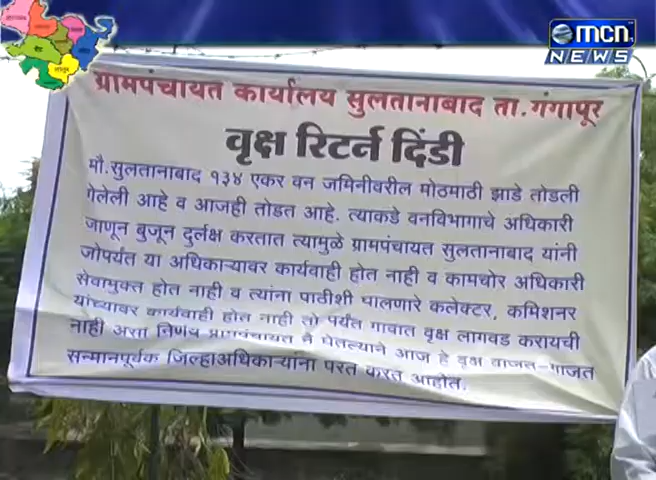 mcn
NEWS
ग्रामपंचायत कार्यालय सुलतानाबाद ता. गंगापूर
वृक्ष रिटर्न दिंडी
मौ.सुलतानाबाद १३४ एकर वन जमिनीवरील मोठमाठी झाडे तोडली
गेलेली आहे व आजही तोडत आहे. त्याकडे वनविभागाचे अधिकारी
जाणून बुजून दुर्लक्ष करतात त्यामुळे ग्रामपंचायत सुलतानाबाद यांनी
जोपर्यंत या अधिकाऱ्यावर कार्यवाही होत नाही व कामचोर अधिकारी
सेवामुक्त होत नाही व त्यांना पाठीशी घालणारे कलेक्टर, कमिशनर
यांच्यावर कार्यवाही होत नाही तो पर्यंत गावात वृक्ष लागवड करायची
नाही असा निर्णय ग्रामपंचायत ने घेतल्याने आज हे वृक्ष वाजत-गाजत
सन्मानपूर्वक जिल्हाअधिकाऱ्यांना परत करत आहोत.